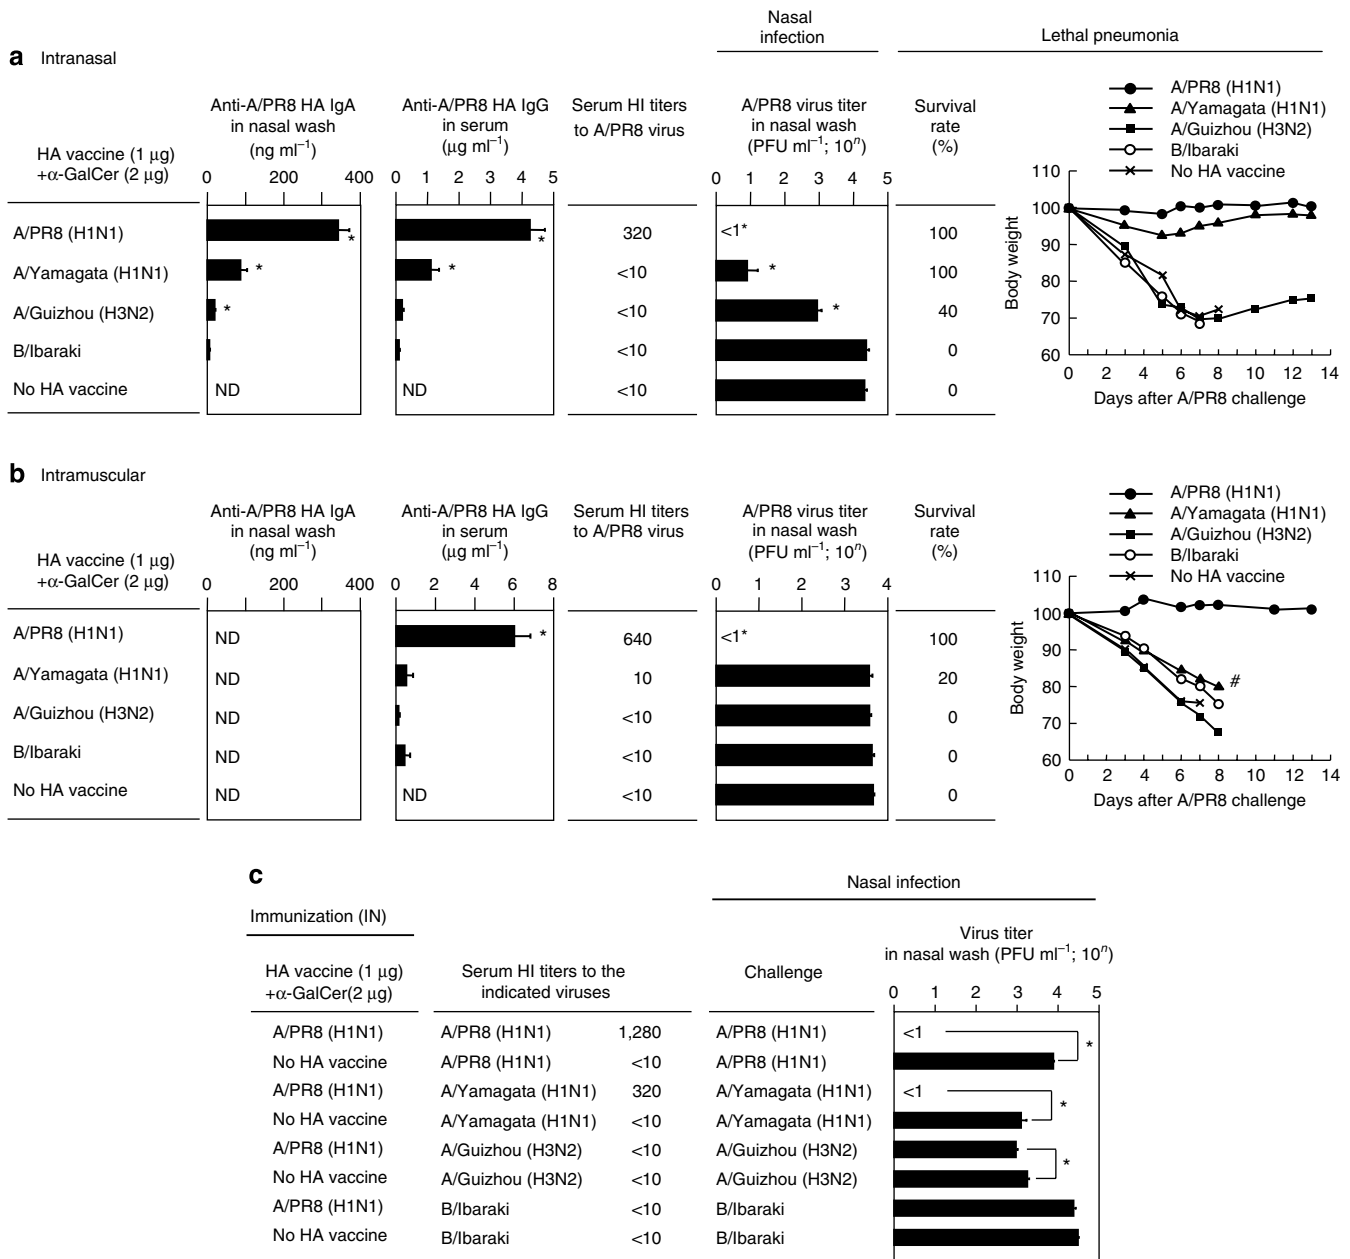 Nasal
infection
Lethal pneumonia
a Intranasal
HA vaccine (1 µg)
+α-GalCer (2 µg)
Anti-A/PR8 HA IgA
in nasal wash
(ng ml⁻¹)
0 200 400
Anti-A/PR8 HA IgG
in serum
(µg ml⁻¹)
0 1 2 3 4 5
Serum HI titers
to A/PR8 virus
A/PR8 virus titer
in nasal wash
(PFU ml⁻¹; 10ⁿ)
0 1 2 3 4 5
Survival
rate
(%)
A/PR8 (H1N1) * * 320 <1* 100
A/Yamagata (H1N1) * * <10 * 100
A/Guizhou (H3N2) * <10 * 40
B/Ibaraki <10 0
No HA vaccine ND ND <10 0
A/PR8 (H1N1)
A/Yamagata (H1N1)
A/Guizhou (H3N2)
B/Ibaraki
No HA vaccine
Body weight
110
100
90
80
70
60
0 2 4 6 8 10 12 14
Days after A/PR8 challenge
b Intramuscular
HA vaccine (1 µg)
+α-GalCer (2 µg)
Anti-A/PR8 HA IgA
in nasal wash
(ng ml⁻¹)
0 200 400
Anti-A/PR8 HA IgG
in serum
(µg ml⁻¹)
0 2 4 6 8
Serum HI titers
to A/PR8 virus
A/PR8 virus titer
in nasal wash
(PFU ml⁻¹; 10ⁿ)
0 1 2 3 4
Survival
rate
(%)
A/PR8 (H1N1) ND * 640 <1* 100
A/Yamagata (H1N1) ND 10 20
A/Guizhou (H3N2) ND <10 0
B/Ibaraki ND <10 0
No HA vaccine ND ND <10 0
A/PR8 (H1N1)
A/Yamagata (H1N1)
A/Guizhou (H3N2)
B/Ibaraki
No HA vaccine
Body weight
110
100
90
80
70
60
#
0 2 4 6 8 10 12 14
Days after A/PR8 challenge
c
Nasal infection
Immunization (IN)
HA vaccine (1 µg)
+α-GalCer(2 µg)
Serum HI titers to the
indicated viruses
Challenge
Virus titer
in nasal wash (PFU ml⁻¹; 10ⁿ)
0 1 2 3 4 5
A/PR8 (H1N1) A/PR8 (H1N1) 1,280 A/PR8 (H1N1) <1 *
No HA vaccine A/PR8 (H1N1) <10 A/PR8 (H1N1)
A/PR8 (H1N1) A/Yamagata (H1N1) 320 A/Yamagata (H1N1) <1 *
No HA vaccine A/Yamagata (H1N1) <10 A/Yamagata (H1N1)
A/PR8 (H1N1) A/Guizhou (H3N2) <10 A/Guizhou (H3N2) *
No HA vaccine A/Guizhou (H3N2) <10 A/Guizhou (H3N2)
A/PR8 (H1N1) B/Ibaraki <10 B/Ibaraki
No HA vaccine B/Ibaraki <10 B/Ibaraki